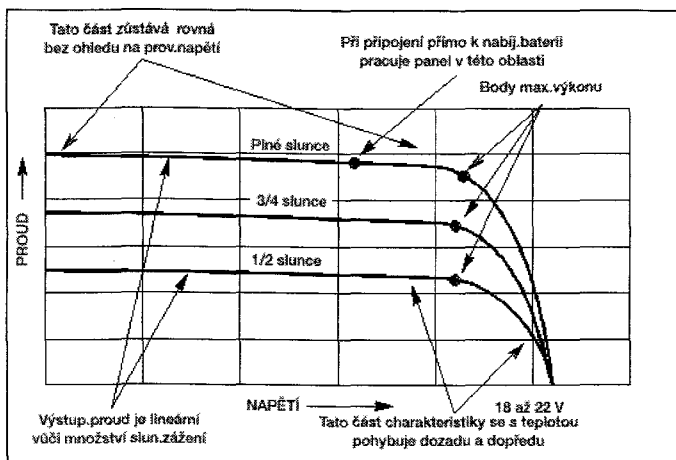 Tato část zůstává rovná
bez ohledu na prov.napětí
Při připojení přímo k nabíj.baterii
pracuje panel v této oblasti
Body max.výkonu
Plné slunce
3/4 slunce
1/2 slunce
PROUD
NAPĚTÍ
18 až 22 V
Výstup.proud je lineární
vůči množství slun.zážení
Tato část charakteristiky se s teplotou
pohybuje dozadu a dopředu